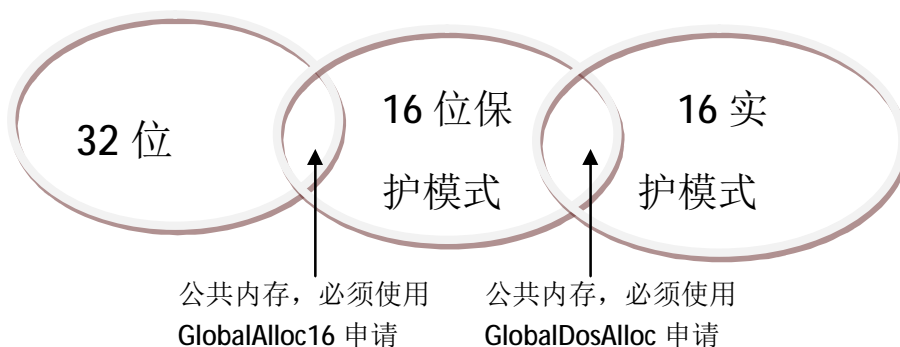 32 位
16 位保
护模式
16 实
护模式
公共内存，必须使用
GlobalAlloc16 申请
公共内存，必须使用
GlobalDosAlloc 申请